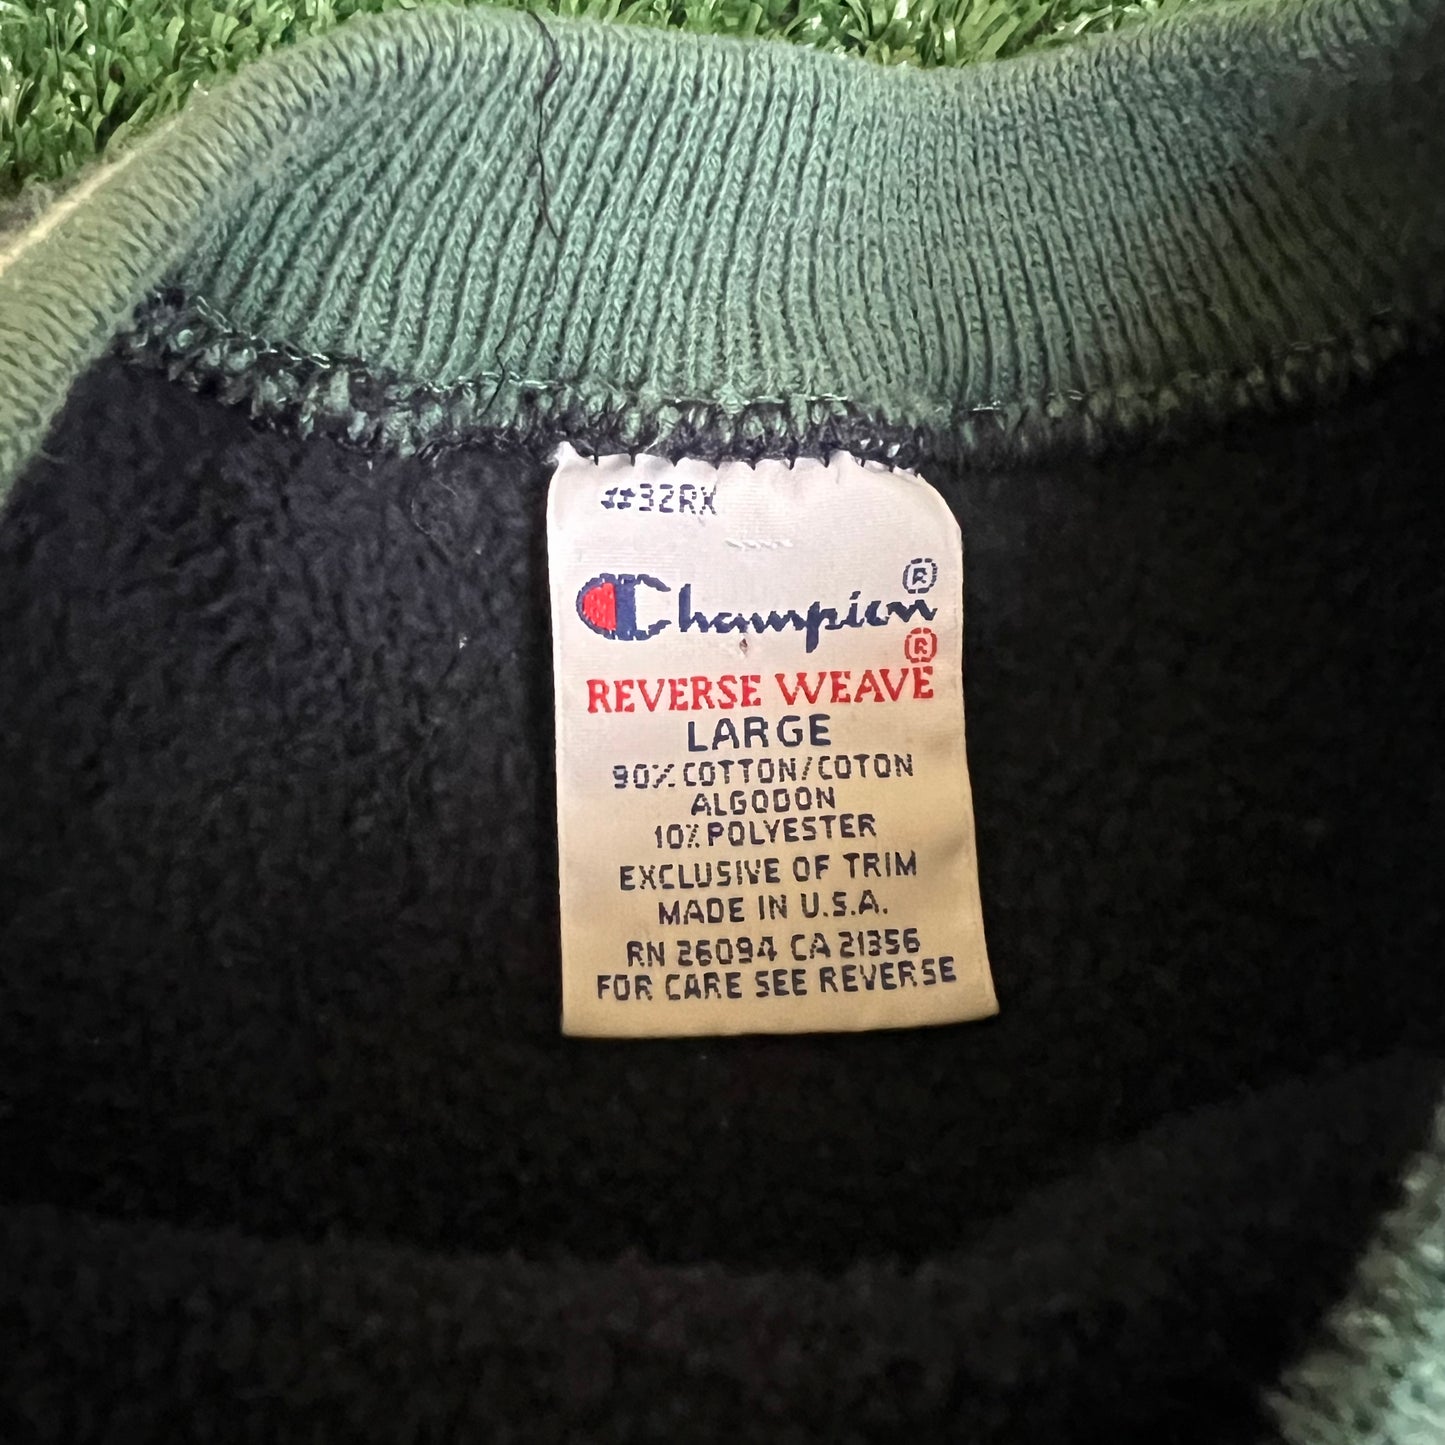 #32RX
Champion®
REVERSE WEAVE®
LARGE
90% COTTON/COTON
ALGODON
10% POLYESTER
EXCLUSIVE OF TRIM
MADE IN U.S.A.
RN 26094 CA 21356
FOR CARE SEE REVERSE